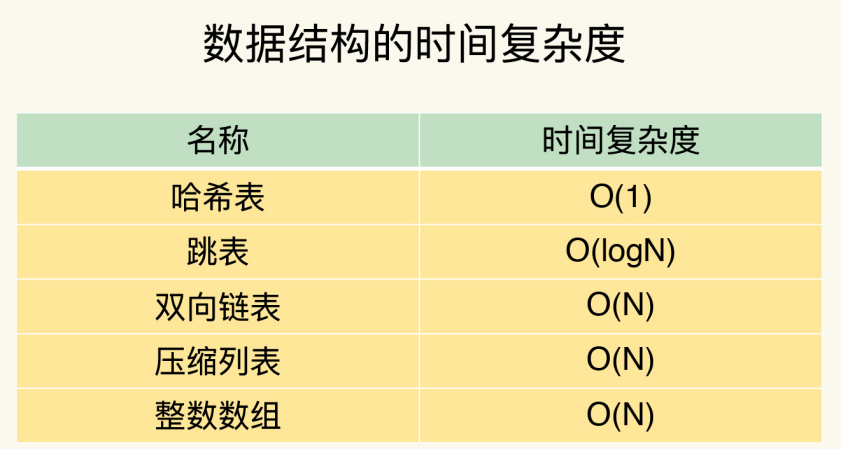 数据结构的时间复杂度
名称 时间复杂度
哈希表 O(1)
跳表 O(logN)
双向链表 O(N)
压缩列表 O(N)
整数数组 O(N)